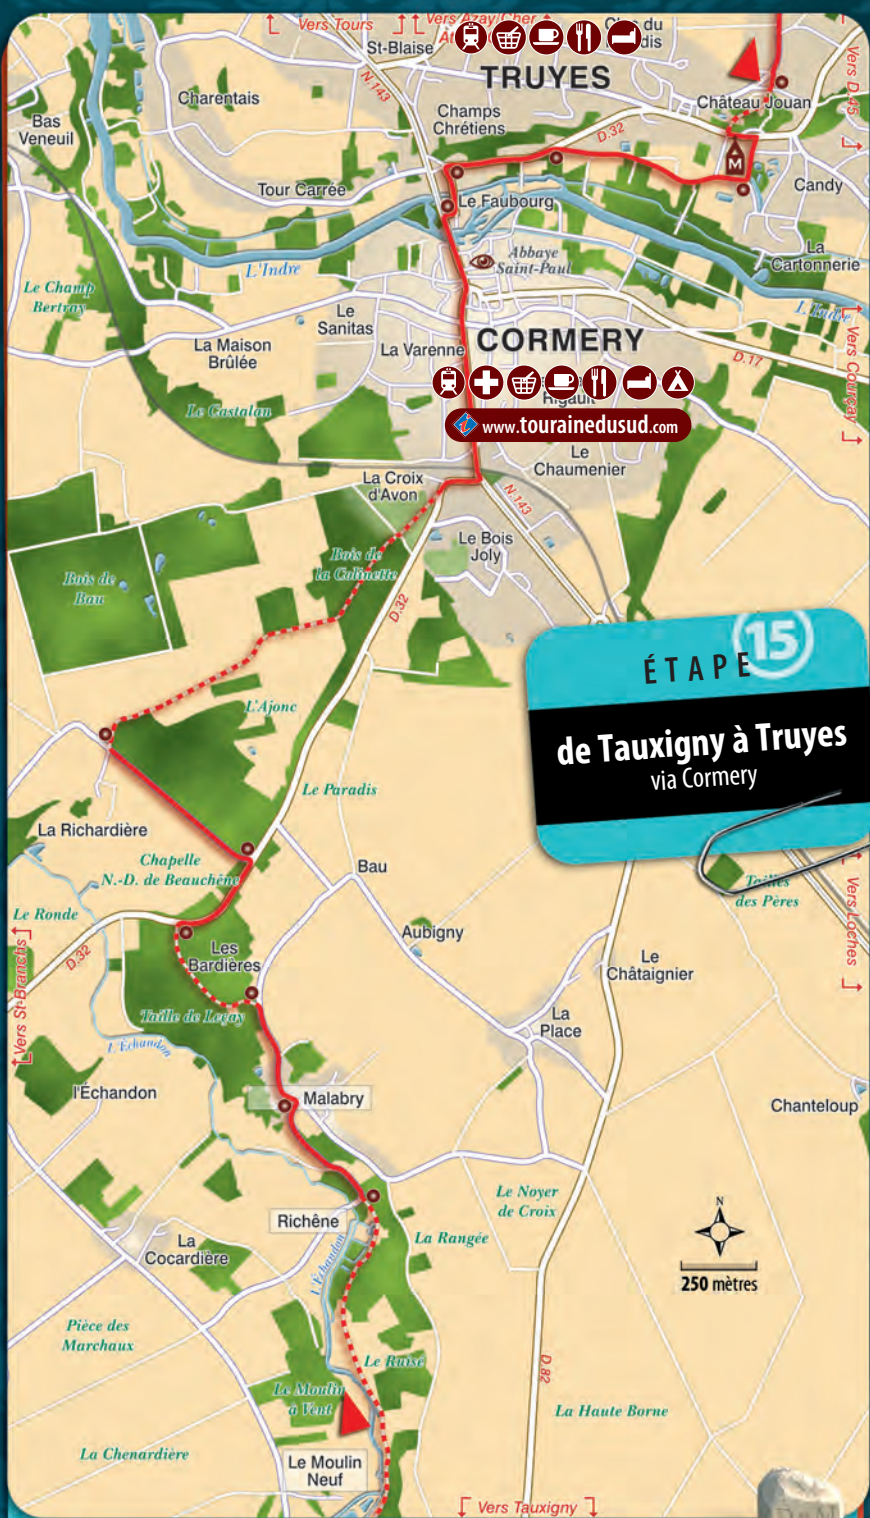 Vers Tours
Vers Azay/Cher
St-Blaise
TRUYES
N.143
Charentais
Champs
Chrétiens
D.32
Château Jouan
Vers D.45
Bas
Veneuil
M
Candy
Tour Carrée
Le Faubourg
Abbaye
Saint-Paul
La
Cartonnerie
L'Indre
L'Indre
Le Champ
Bertray
Le
Sanitas
La Maison
Brûlée
La Varenne
CORMERY
D.17
Vers Courçay
Le Castalan
Rigault
www.tourainedusud.com
Le
Chaumenier
La Croix
d'Avon
N.143
Le Bois
Joly
Bois de
la Colinette
Bois de
Bau
D.32
15
ÉTAPE
de Tauxigny à Truyes
via Cormery
L'Ajonc
Le Paradis
La Richardière
Chapelle
N.-D. de Beauchêne
Bau
Tailles
des Pères
Vers Loches
Le Ronde
D.32
Vers St-Branchs
Les
Bardières
Aubigny
Le
Châtaignier
Taille de Leçay
La
Place
L'Échandon
l'Échandon
Malabry
Chanteloup
Le Noyer
de Croix
N
Richêne
La Rangée
La
Cocardière
L'Échandon
250 mètres
Pièce des
Marchaux
Le Ruisé
D.82
Le Moulin
à Vent
La Haute Borne
La Chenardière
Le Moulin
Neuf
Vers Tauxigny